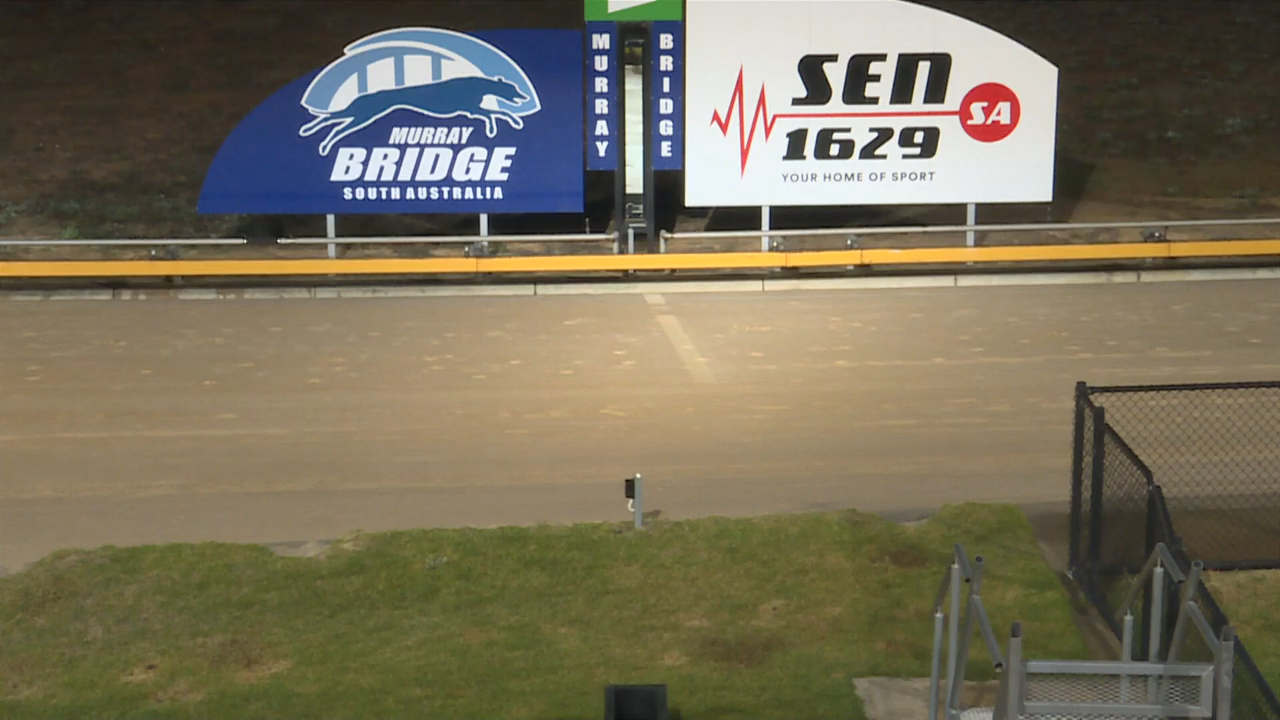 MURRAY
BRIDGE
SOUTH AUSTRALIA
MURRAY
BRIDGE
SEN
SA
1629
YOUR HOME OF SPORT